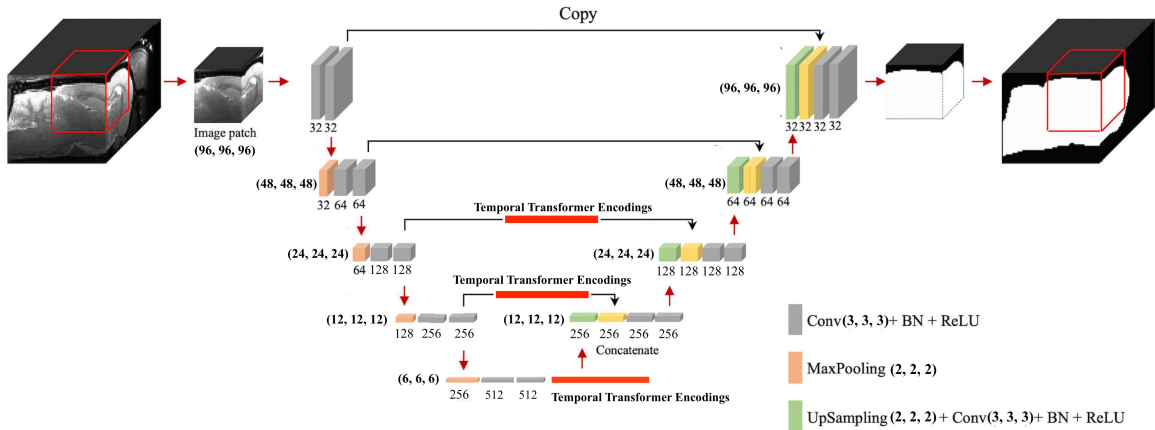 Copy
Image patch
(96, 96, 96)
32 32
(96, 96, 96)
32 32 32 32
(48, 48, 48)
32 64 64
(48, 48, 48)
64 64 64 64
Temporal Transformer Encodings
(24, 24, 24)
64 128 128
(24, 24, 24)
128 128 128 128
Temporal Transformer Encodings
(12, 12, 12)
128 256 256
(12, 12, 12)
256 256 256 256
Concatenate
(6, 6, 6)
256 512 512
Temporal Transformer Encodings
Conv(3, 3, 3)+ BN + ReLU
MaxPooling (2, 2, 2)
UpSampling (2, 2, 2) + Conv(3, 3, 3) + BN + ReLU